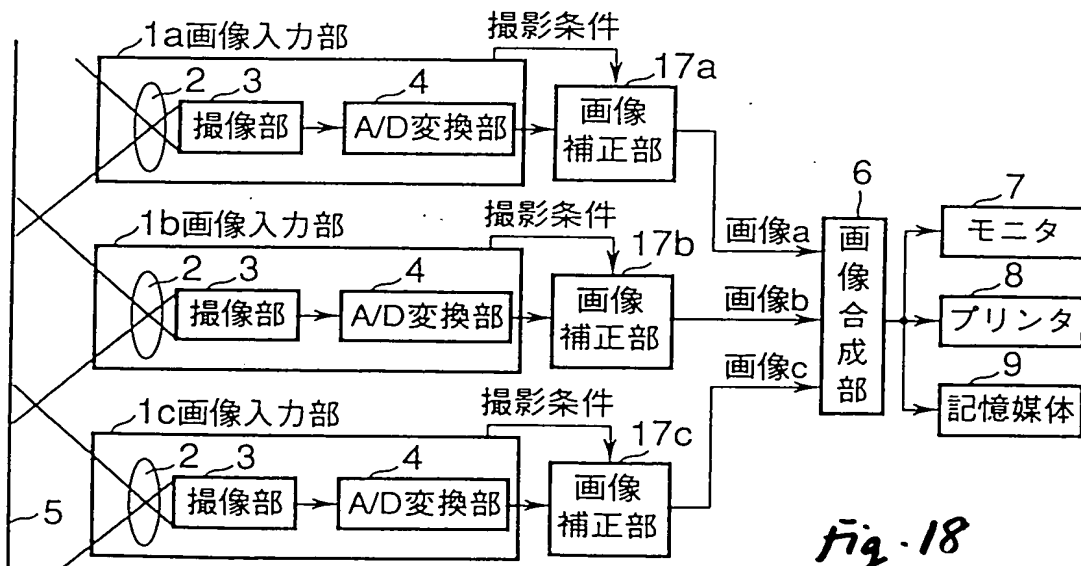 1a画像入力部
撮影条件
2
3
4
17a
撮像部
A/D変換部
画像
補正部
1b画像入力部
撮影条件
2
3
4
17b
撮像部
A/D変換部
画像
補正部
1c画像入力部
撮影条件
2
3
4
17c
撮像部
A/D変換部
画像
補正部
5
画像a
画像b
画像c
6
画像合成部
7
モニタ
8
プリンタ
9
記憶媒体
Fig. 18